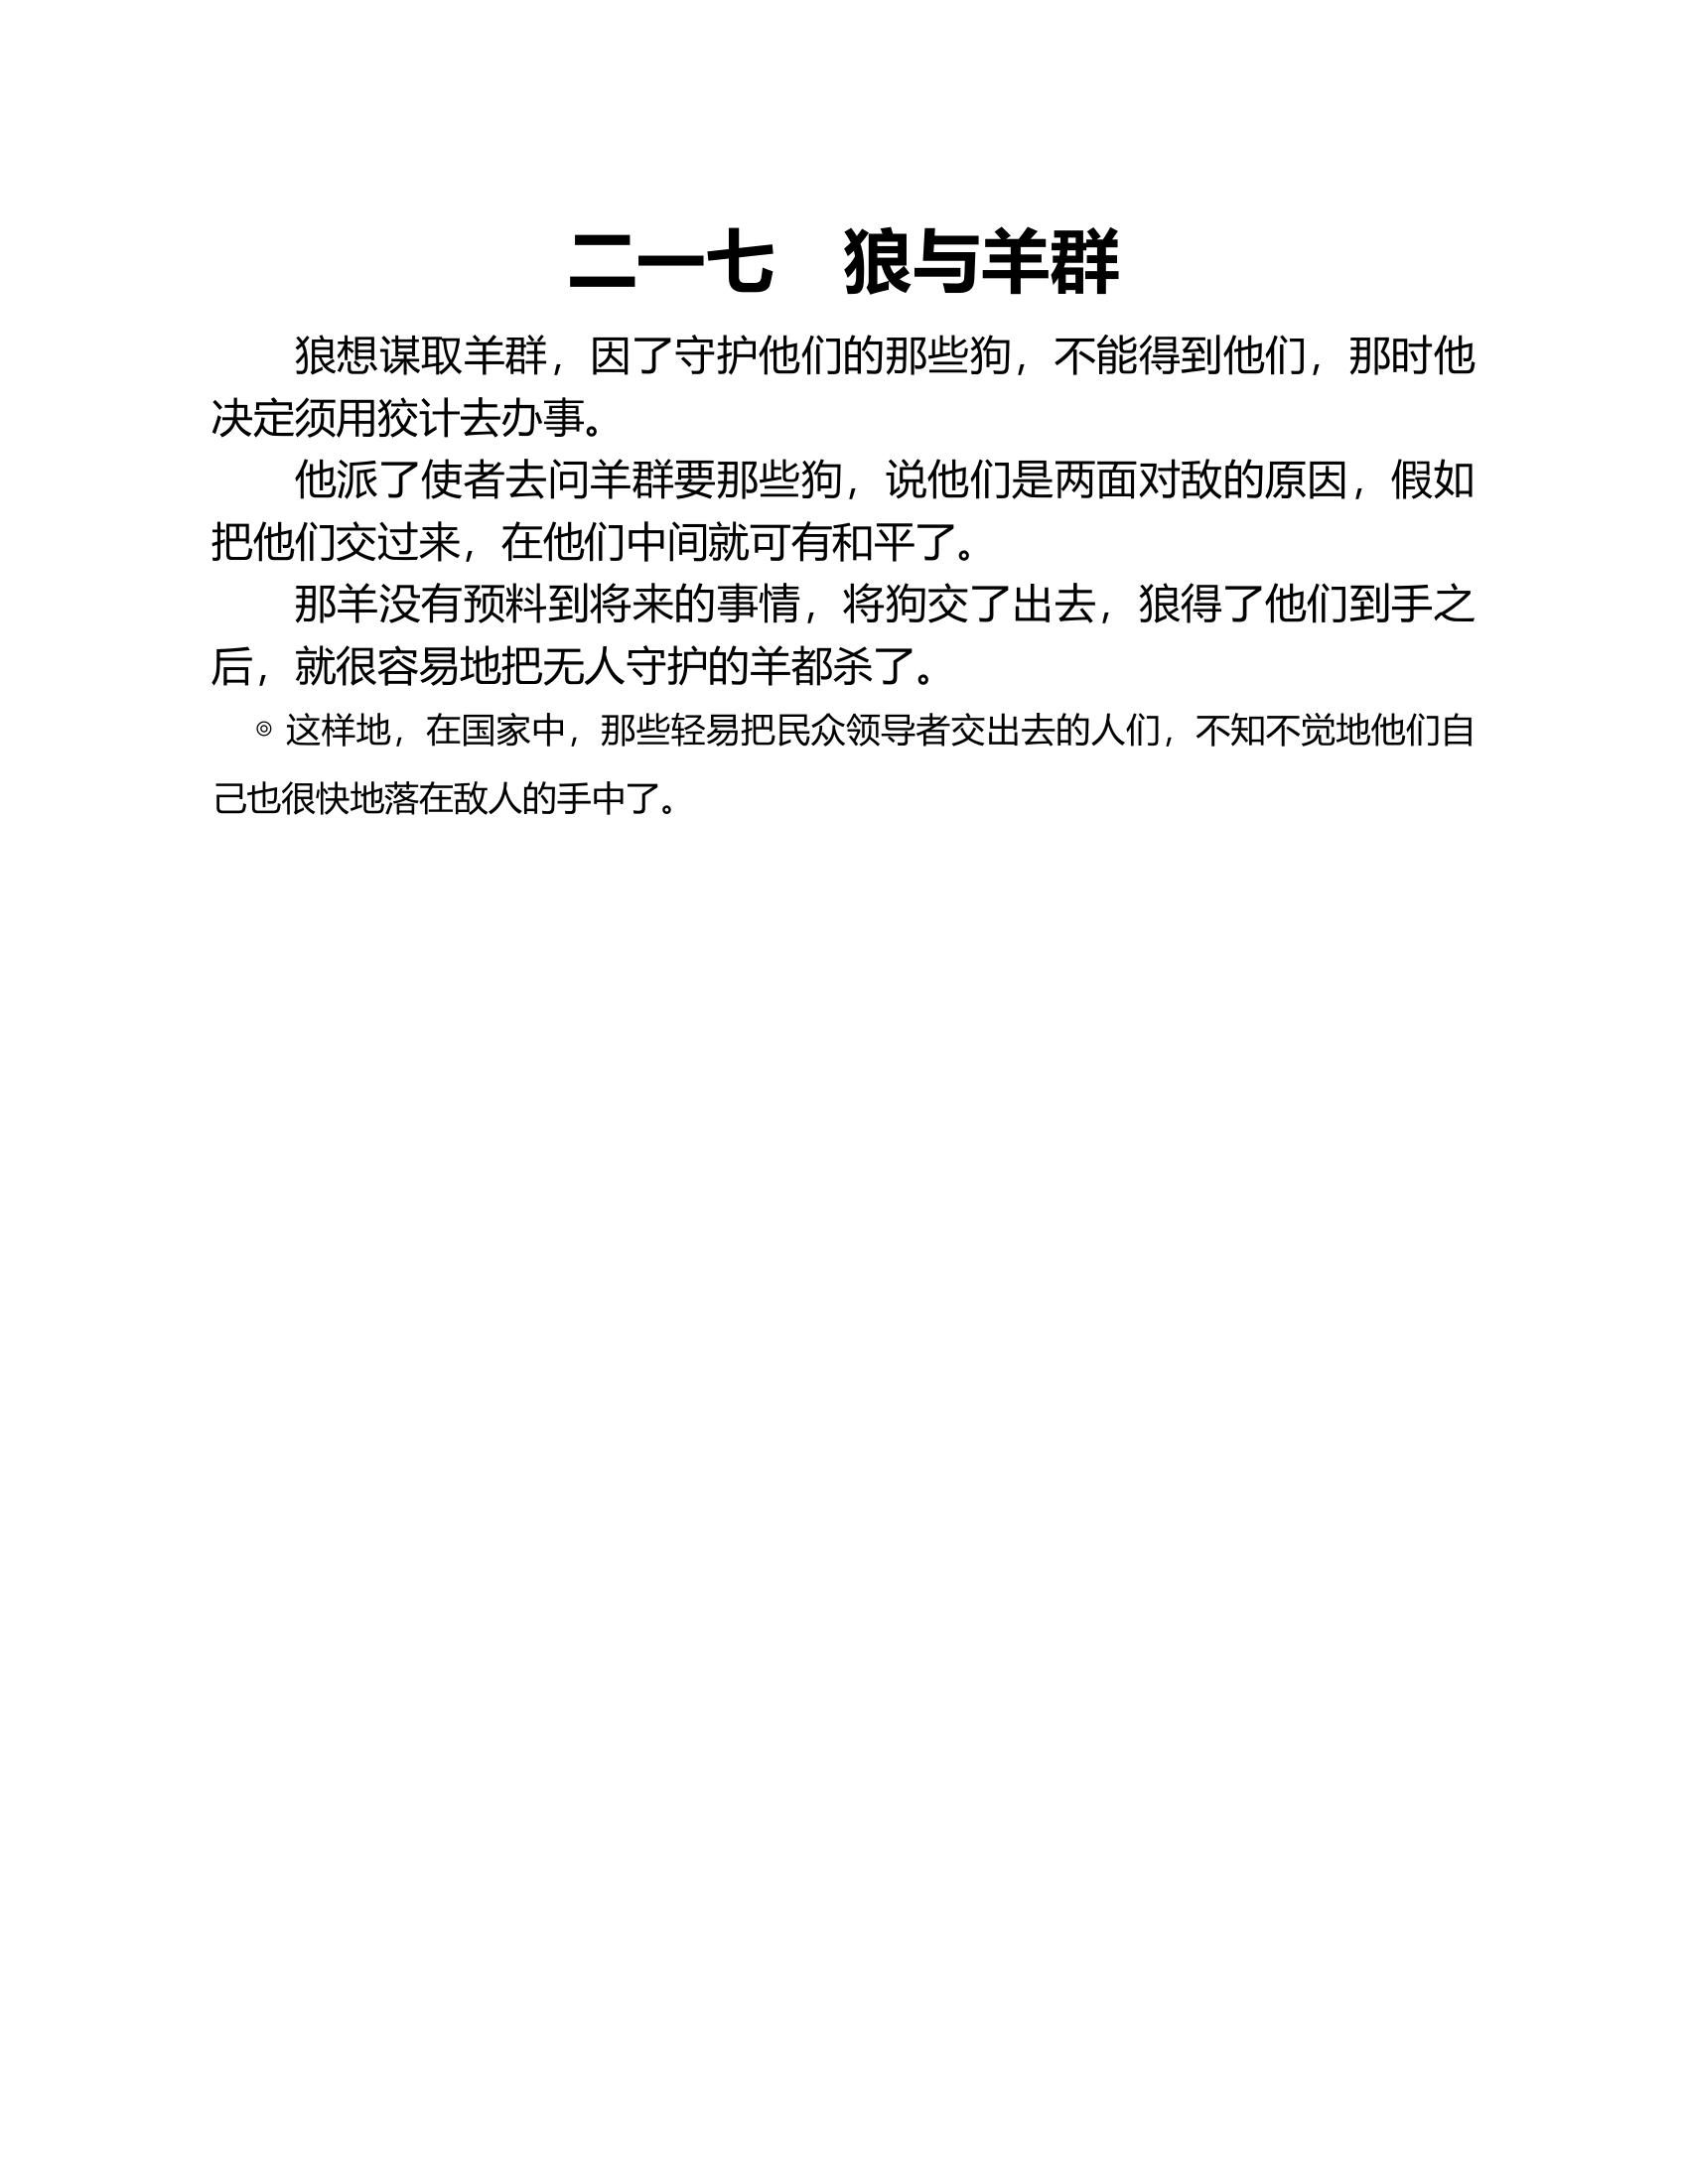 二一七　狼与羊群
狼想谋取羊群，因了守护他们的那些狗，不能得到他们，那时他
决定须用狡计去办事。
他派了使者去问羊群要那些狗，说他们是两面对敌的原因，假如
把他们交过来，在他们中间就可有和平了。
那羊没有预料到将来的事情，将狗交了出去，狼得了他们到手之
后，就很容易地把无人守护的羊都杀了。
◎ 这样地，在国家中，那些轻易把民众领导者交出去的人们，不知不觉地他们自
己也很快地落在敌人的手中了。